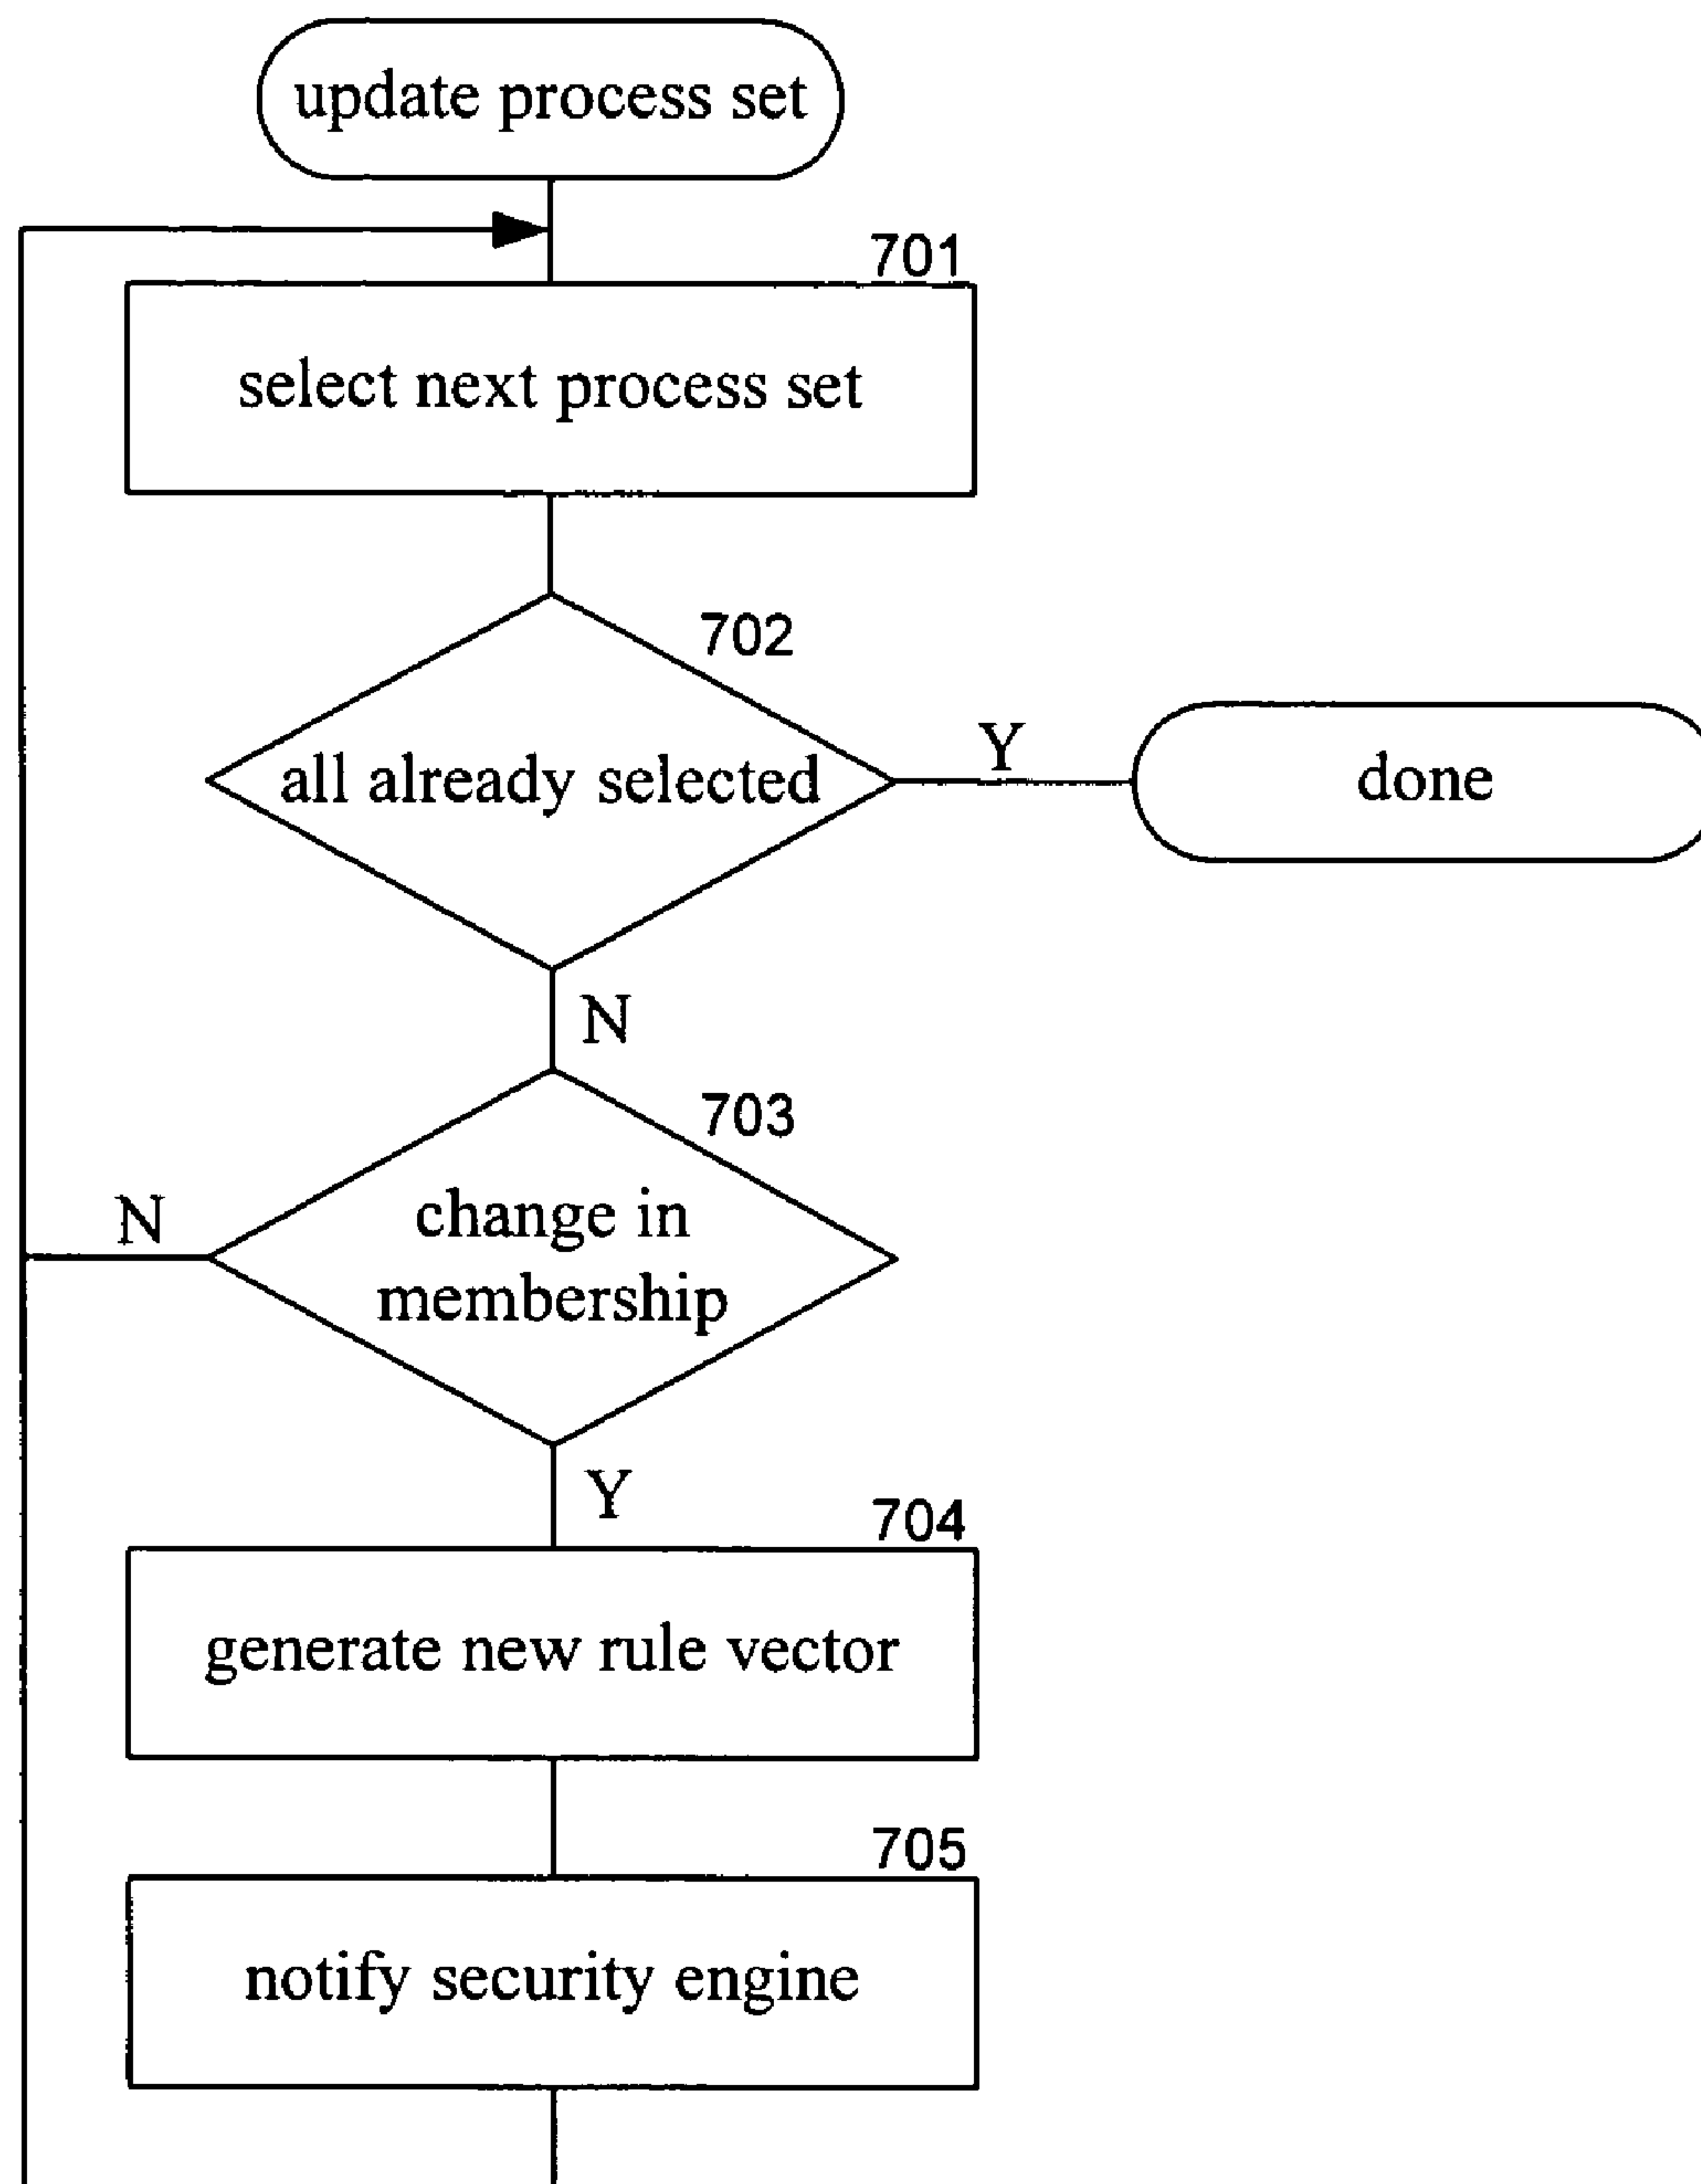 update process set
701
select next process set
702
all already selected
Y
done
N
703
change in
membership
N
Y
704
generate new rule vector
705
notify security engine